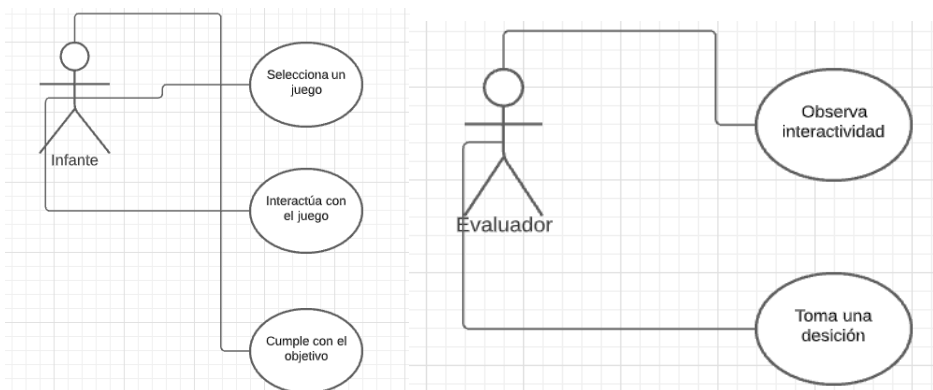 Selecciona un
juego
Infante
Interactúa con
el juego
Cumple con el
objetivo
Observa
interactividad
Evaluador
Toma una
desición